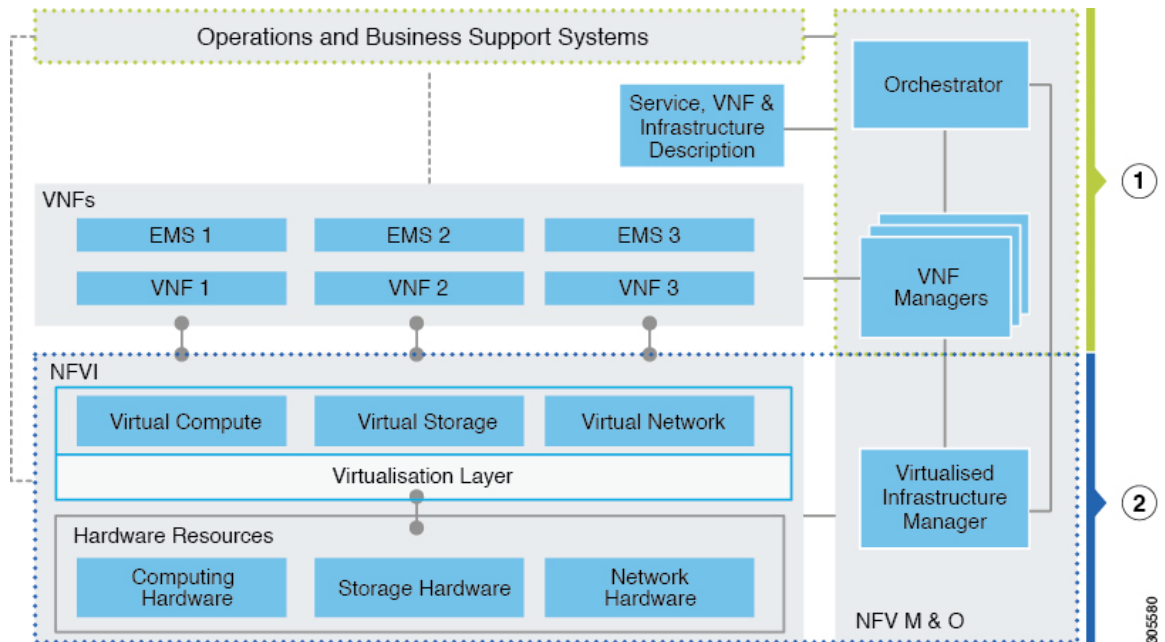 Operations and Business Support Systems
Orchestrator
Service, VNF &
Infrastructure
Description
1
VNFs
EMS 1
EMS 2
EMS 3
VNF 1
VNF 2
VNF 3
VNF
Managers
NFVI
Virtual Compute
Virtual Storage
Virtual Network
Virtualisation Layer
Virtualised
Infrastructure
Manager
2
Hardware Resources
Computing
Hardware
Storage Hardware
Network
Hardware
NFV M & O
305580